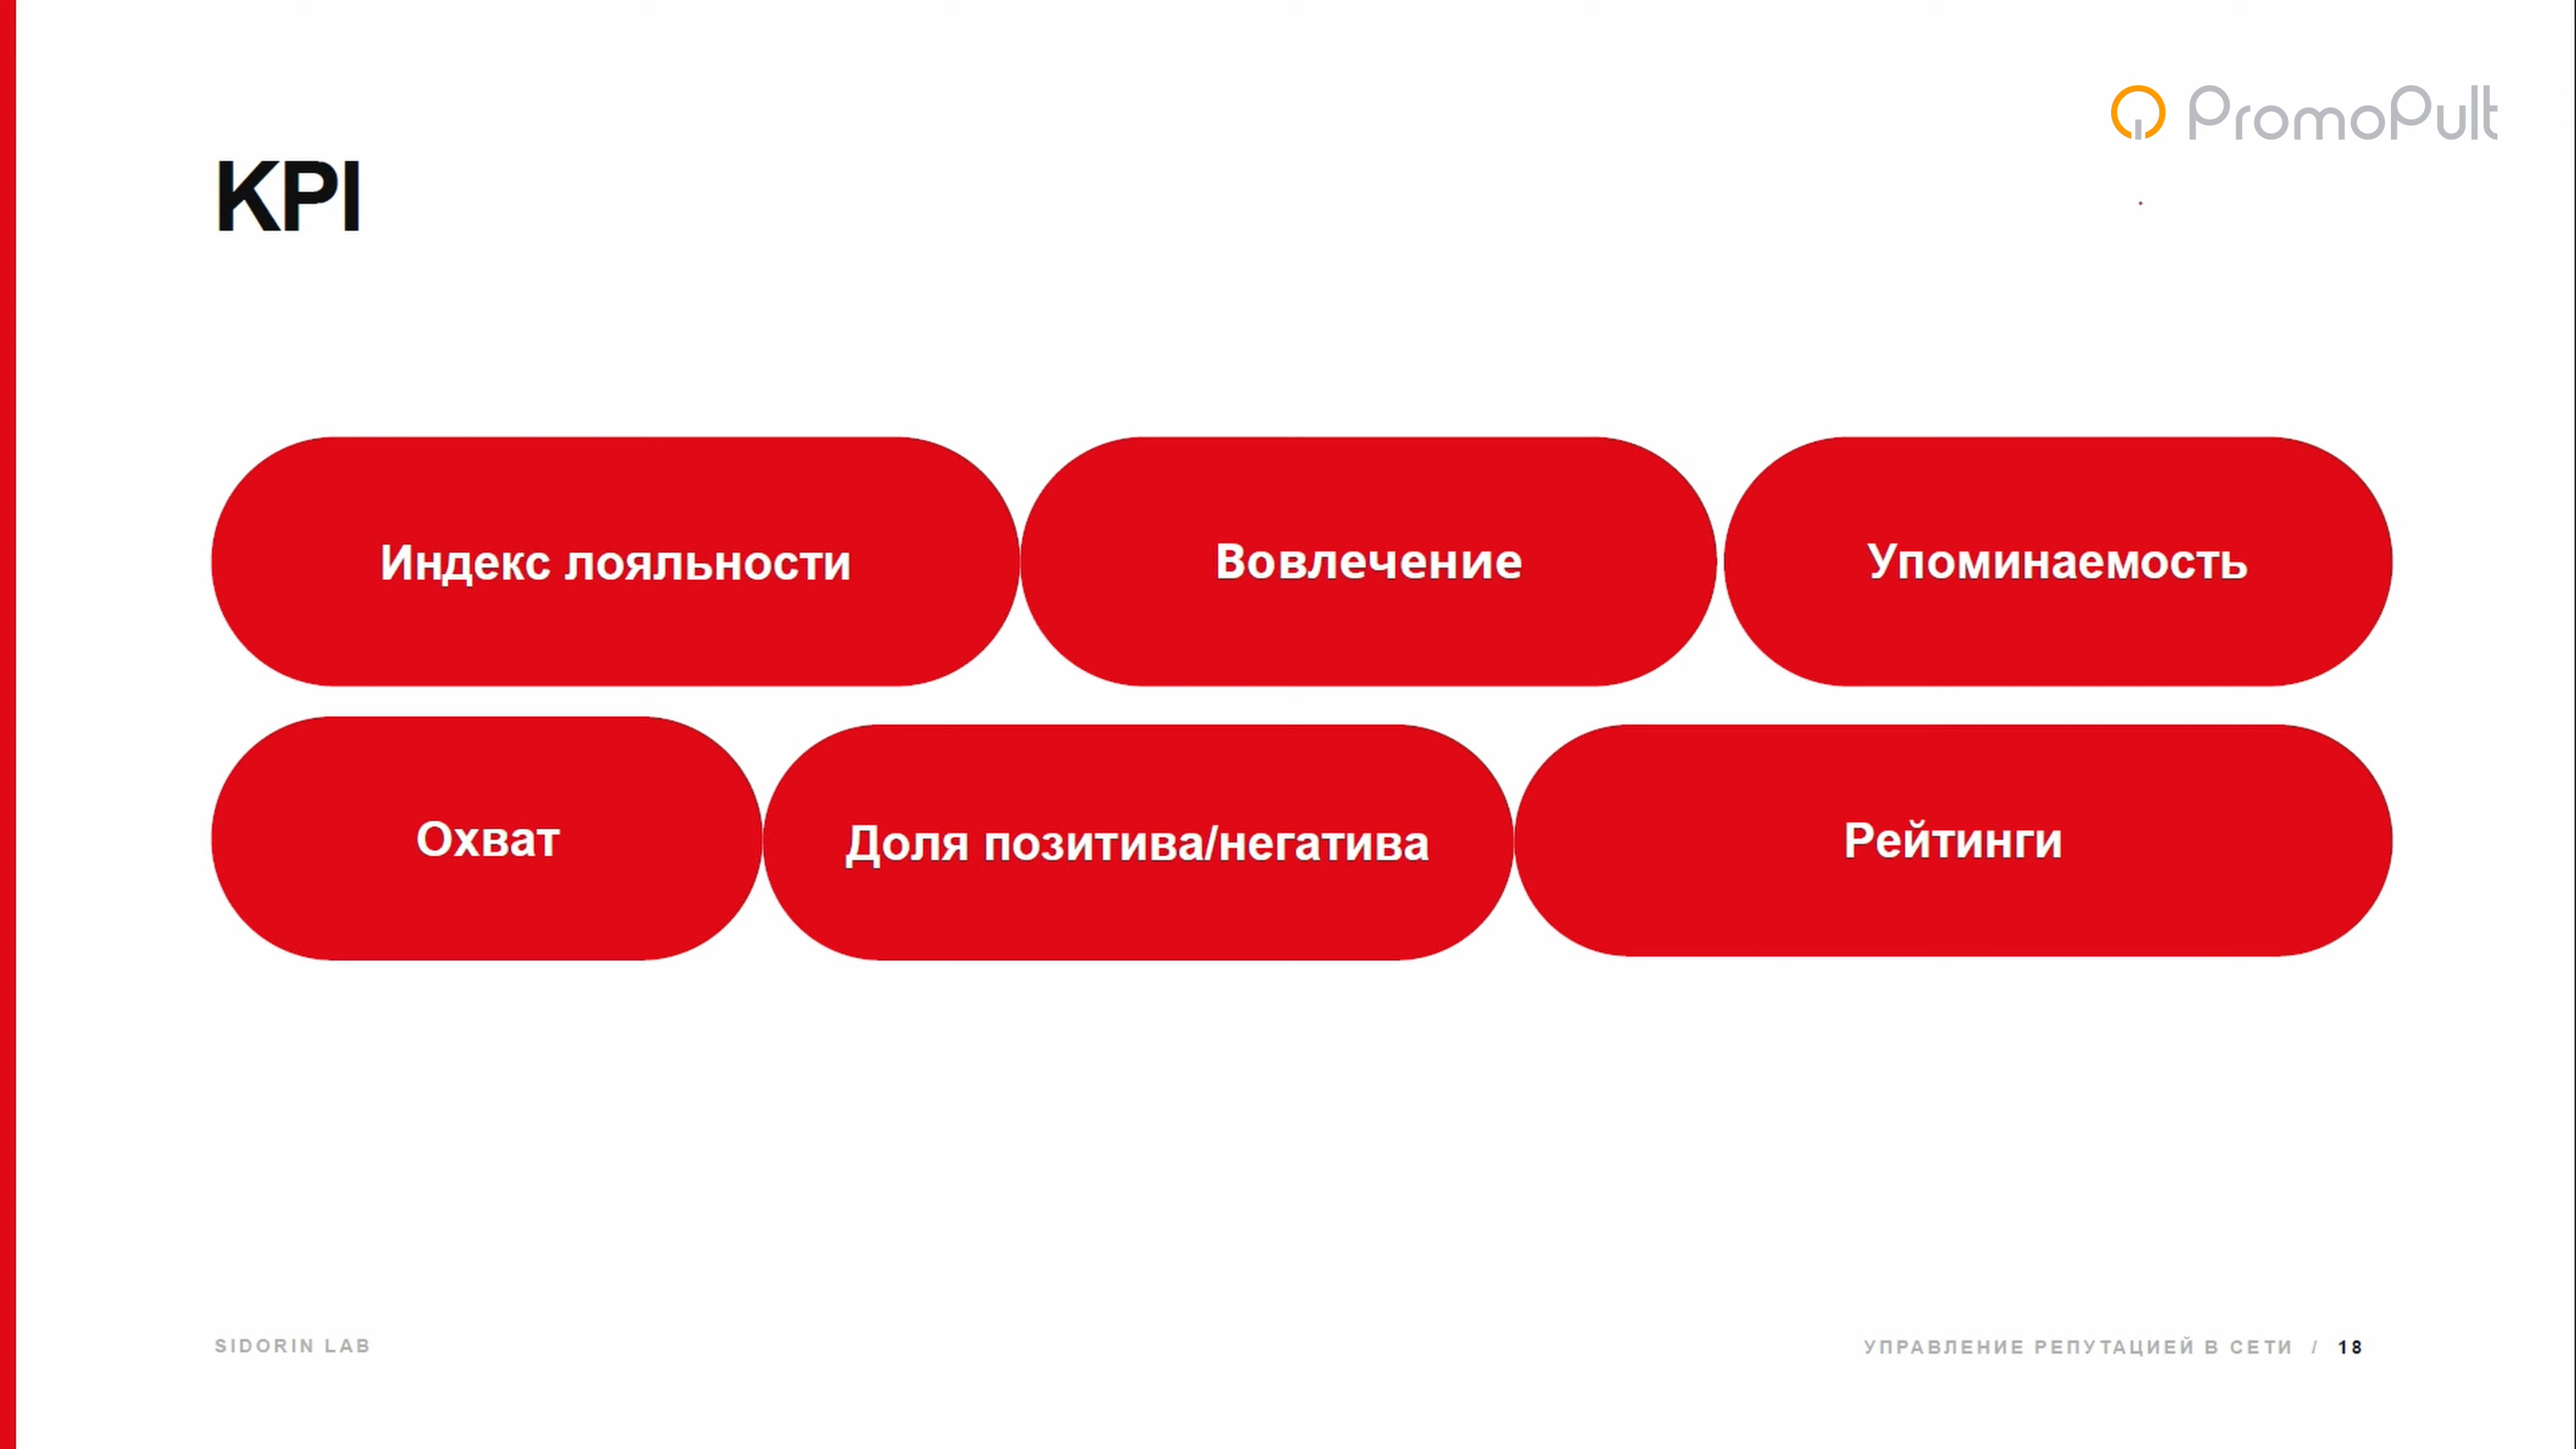 PromoPult
KPI
Индекс лояльности
Вовлечение
Упоминаемость
Охват
Доля позитива/негатива
Рейтинги
SIDORIN LAB
УПРАВЛЕНИЕ РЕПУТАЦИЕЙ В СЕТИ / 18